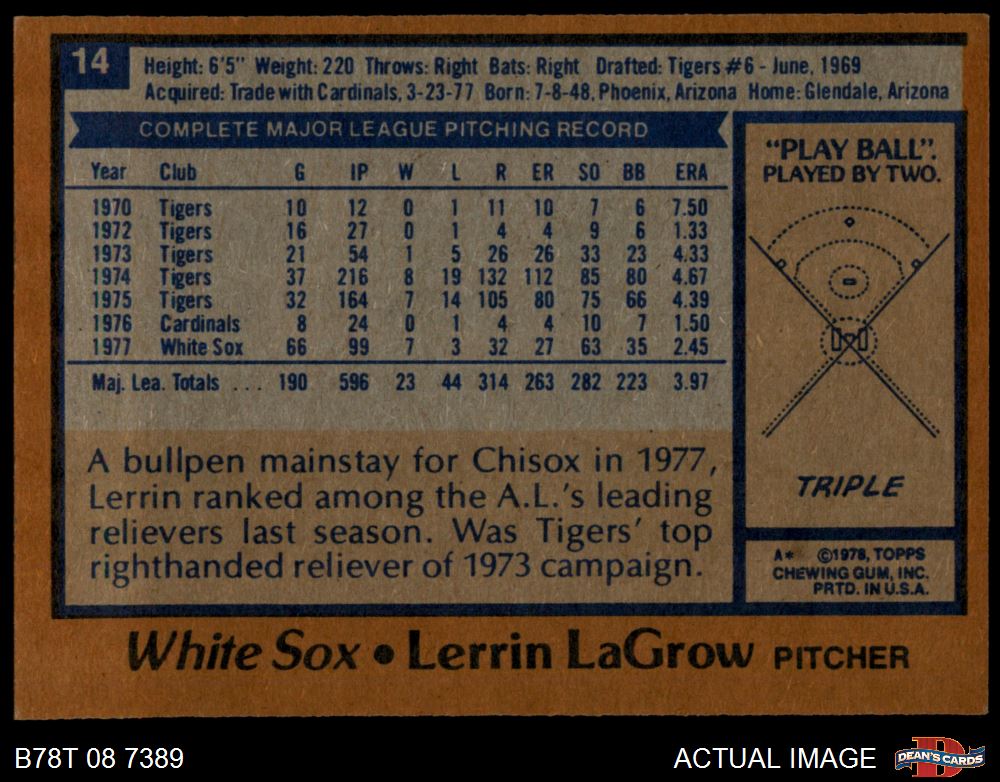 14
Height: 6'5" Weight: 220 Throws: Right Bats: Right Drafted: Tigers #6 - June, 1969
Acquired: Trade with Cardinals, 3-23-77 Born: 7-8-48, Phoenix, Arizona Home: Glendale, Arizona
COMPLETE MAJOR LEAGUE PITCHING RECORD
Year Club G IP W L R ER SO BB ERA
1970 Tigers 10 12 0 1 11 10 7 6 7.50
1972 Tigers 16 27 0 1 4 4 9 6 1.33
1973 Tigers 21 54 1 5 26 26 33 23 4.33
1974 Tigers 37 216 8 19 132 112 85 80 4.67
1975 Tigers 32 164 7 14 105 80 75 66 4.39
1976 Cardinals 8 24 0 1 4 4 10 7 1.50
1977 White Sox 66 99 7 3 32 27 63 35 2.45
Maj. Lea. Totals ... 190 596 23 44 314 263 282 223 3.97
A bullpen mainstay for Chisox in 1977,
Lerrin ranked among the A.L.'s leading
relievers last season. Was Tigers' top
righthanded reliever of 1973 campaign.
"PLAY BALL".
PLAYED BY TWO.
TRIPLE
A* ©1978, TOPPS
CHEWING GUM, INC.
PRTD. IN U.S.A.
White Sox • Lerrin LaGrow PITCHER
B78T 08 7389
ACTUAL IMAGE
D
DEAN'S CARDS